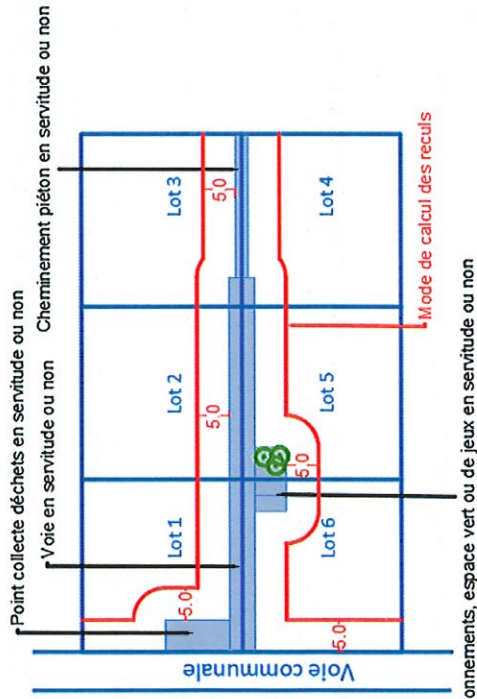 Point collecte déchets en servitude ou non
Voie en servitude ou non
Cheminement piéton en servitude ou non
Lot 1
Lot 2
Lot 3
5.0
5.0
5.0
Voie communale
5.0
5.0
Lot 6
Lot 5
Lot 4
Mode de calcul des reculs
onnements, espace vert ou de jeux en servitude ou non